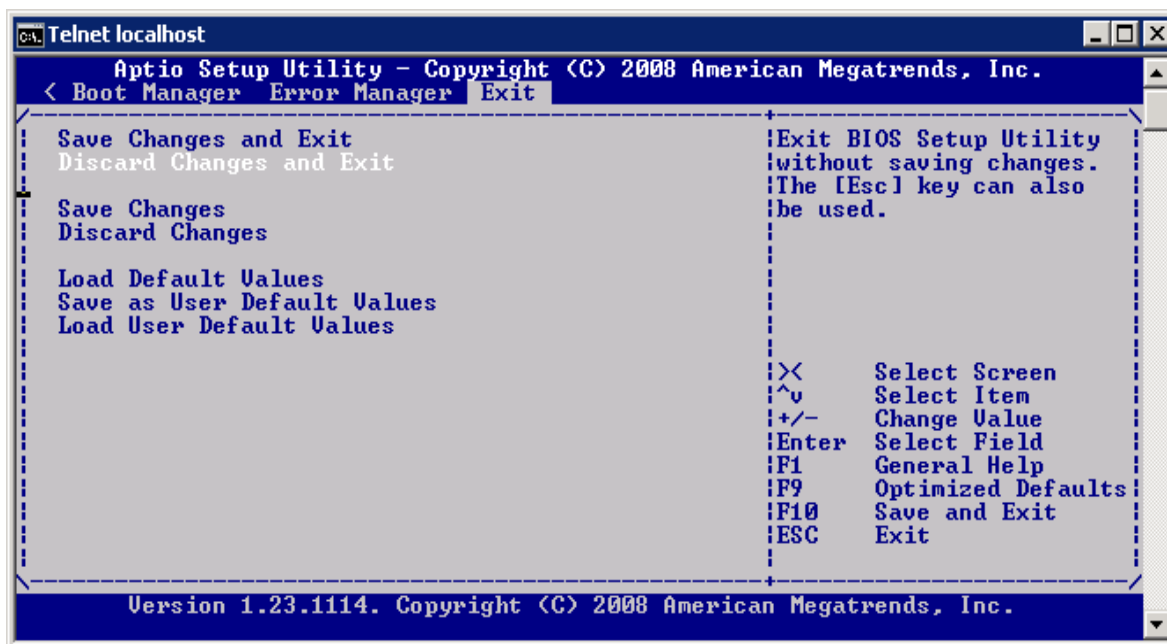 Telnet localhost
Aptio Setup Utility - Copyright (C) 2008 American Megatrends, Inc.
< Boot Manager Error Manager Exit
Save Changes and Exit
Discard Changes and Exit
Save Changes
Discard Changes
Load Default Values
Save as User Default Values
Load User Default Values
Exit BIOS Setup Utility
without saving changes.
The [Esc] key can also
be used.
>< Select Screen
^v Select Item
+/- Change Value
Enter Select Field
F1 General Help
F9 Optimized Defaults
F10 Save and Exit
ESC Exit
Version 1.23.1114. Copyright (C) 2008 American Megatrends, Inc.